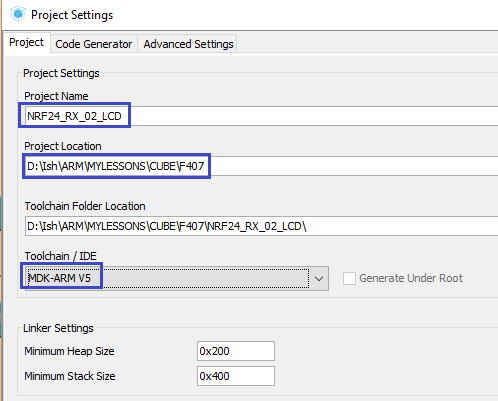 Project Settings
Project
Code Generator
Advanced Settings
Project Settings
Project Name
NRF24_RX_02_LCD
Project Location
D:\Ish\ARM\MYLESSONS\CUBE\F407
Toolchain Folder Location
D:\Ish\ARM\MYLESSONS\CUBE\F407\NRF24_RX_02_LCD\
Toolchain / IDE
MDK-ARM V5
Generate Under Root
Linker Settings
Minimum Heap Size
0x200
Minimum Stack Size
0x400